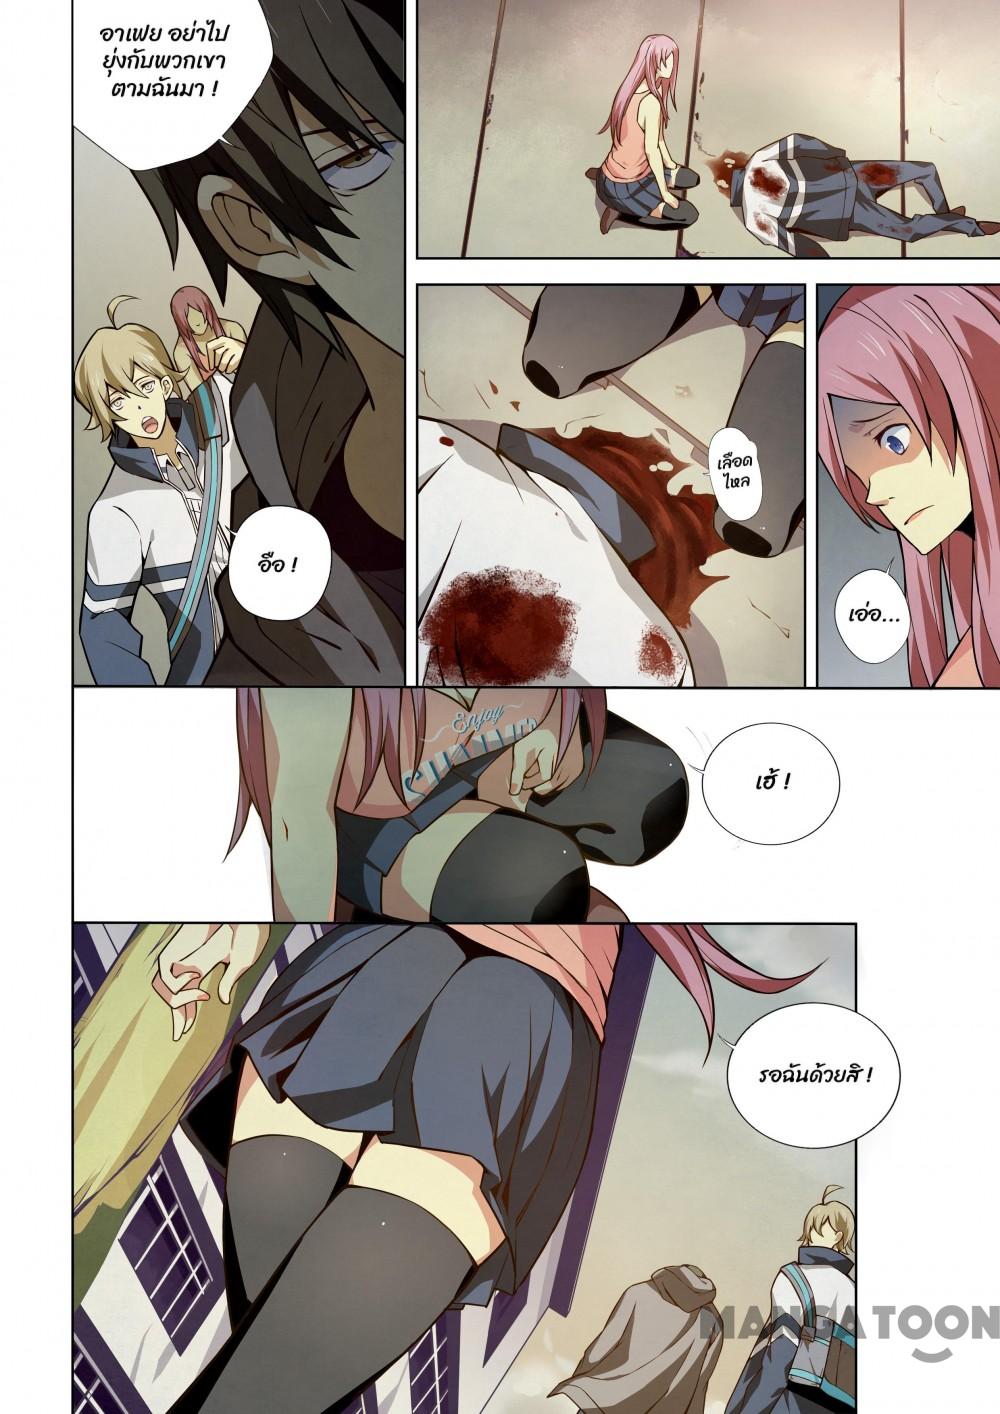 อาเฟย อย่าไป
ยุ่งกับพวกเขา
ตามฉันมา !
อือ !
เลือด
ไหล
เอ่อ...
Enjoy
SUMMER
เฮ้ !
รอฉันด้วยสิ !
MANGATOON